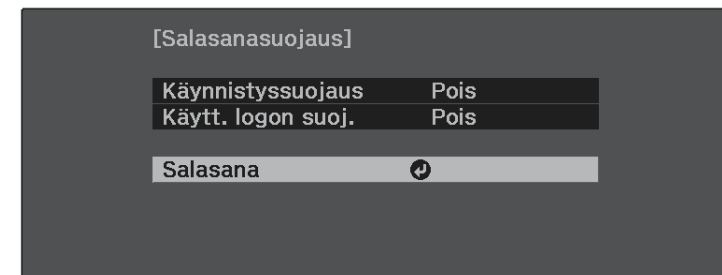 [Salasanasuojaus]
Käynnistyssuojaus Pois
Käytt. logon suoj. Pois
Salasana